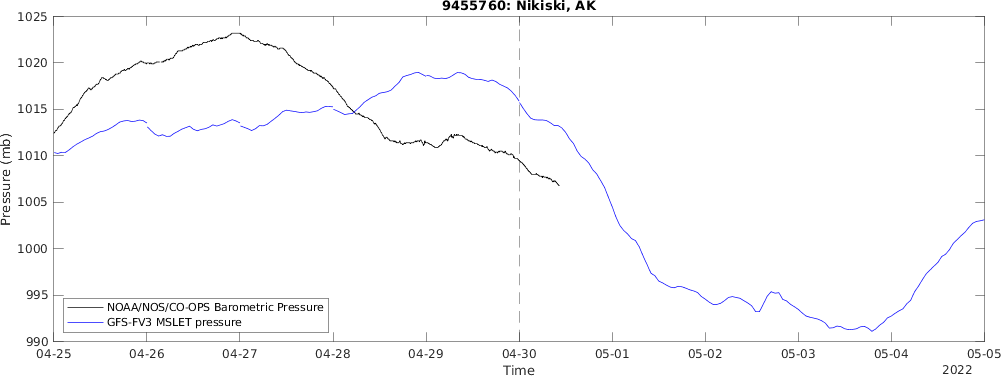 9455760: Nikiski, AK
1025
1020
1015
1010
1005
1000
995
990
Pressure (mb)
NOAA/NOS/CO-OPS Barometric Pressure
GFS-FV3 MSLET pressure
04-25 04-26 04-27 04-28 04-29 04-30 05-01 05-02 05-03 05-04 05-05
Time
2022